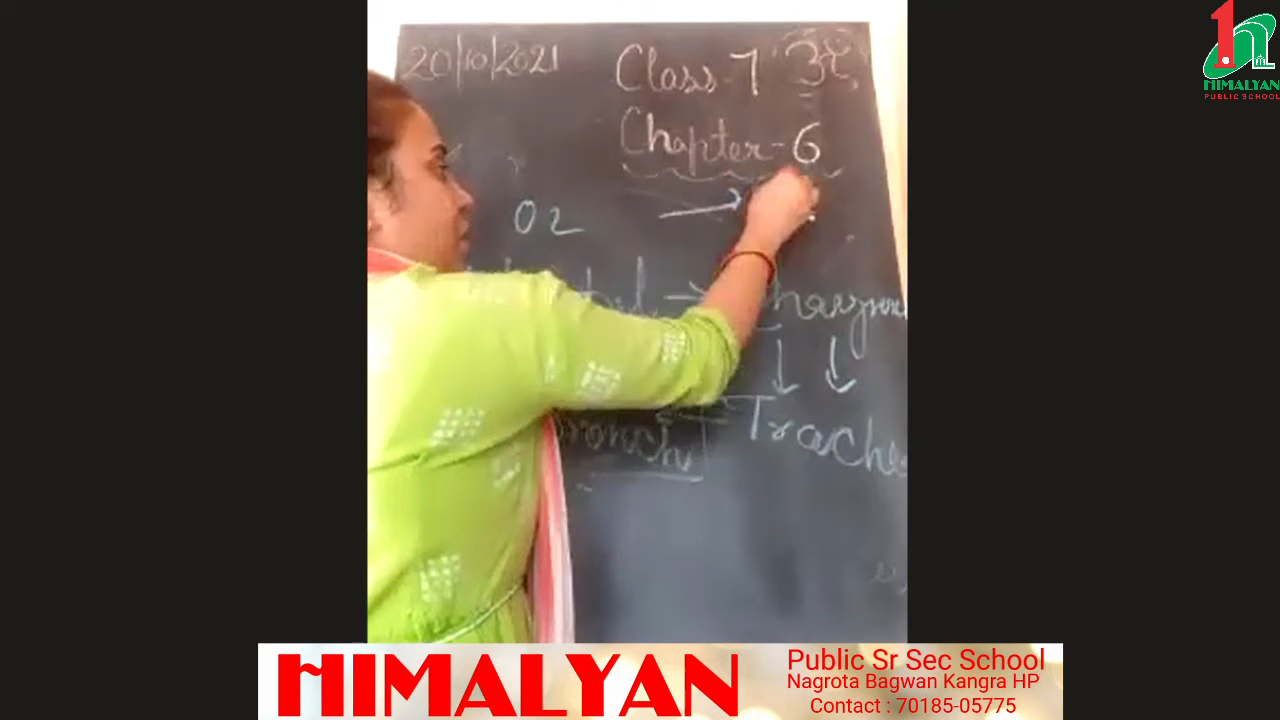 20/10/2021
Class-7
Chapter-6
O2
Trache
HIMALYAN
PUBLIC SCHOOL
HIMALYAN
Public Sr Sec School
Nagrota Bagwan Kangra HP
Contact : 70185-05775